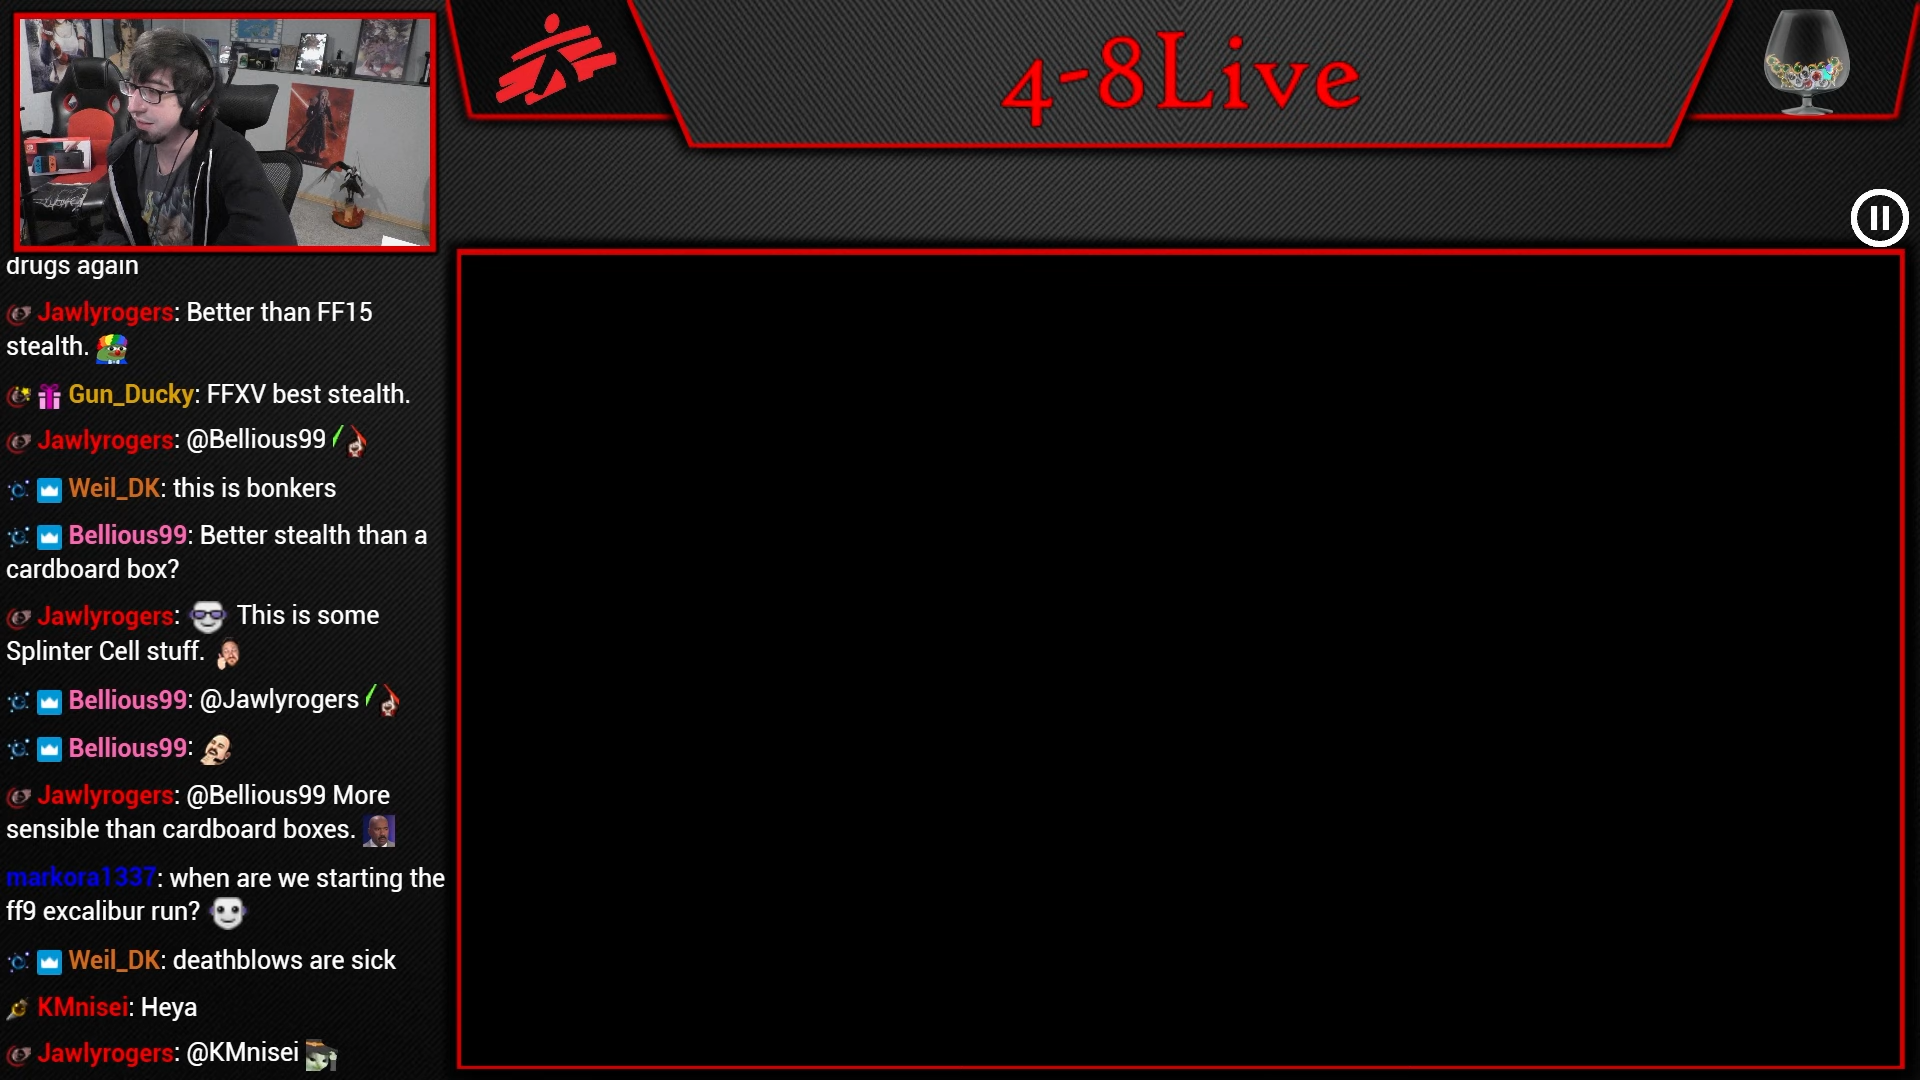 4-8Live
drugs again
Jawlyrogers: Better than FF15
stealth.
Gun_Ducky: FFXV best stealth.
Jawlyrogers: @Bellious99
Weil_DK: this is bonkers
Bellious99: Better stealth than a
cardboard box?
Jawlyrogers: This is some
Splinter Cell stuff.
Bellious99: @Jawlyrogers
Bellious99:
Jawlyrogers: @Bellious99 More
sensible than cardboard boxes.
markora1337: when are we starting the
ff9 excalibur run?
Weil_DK: deathblows are sick
KMnisei: Heya
Jawlyrogers: @KMnisei